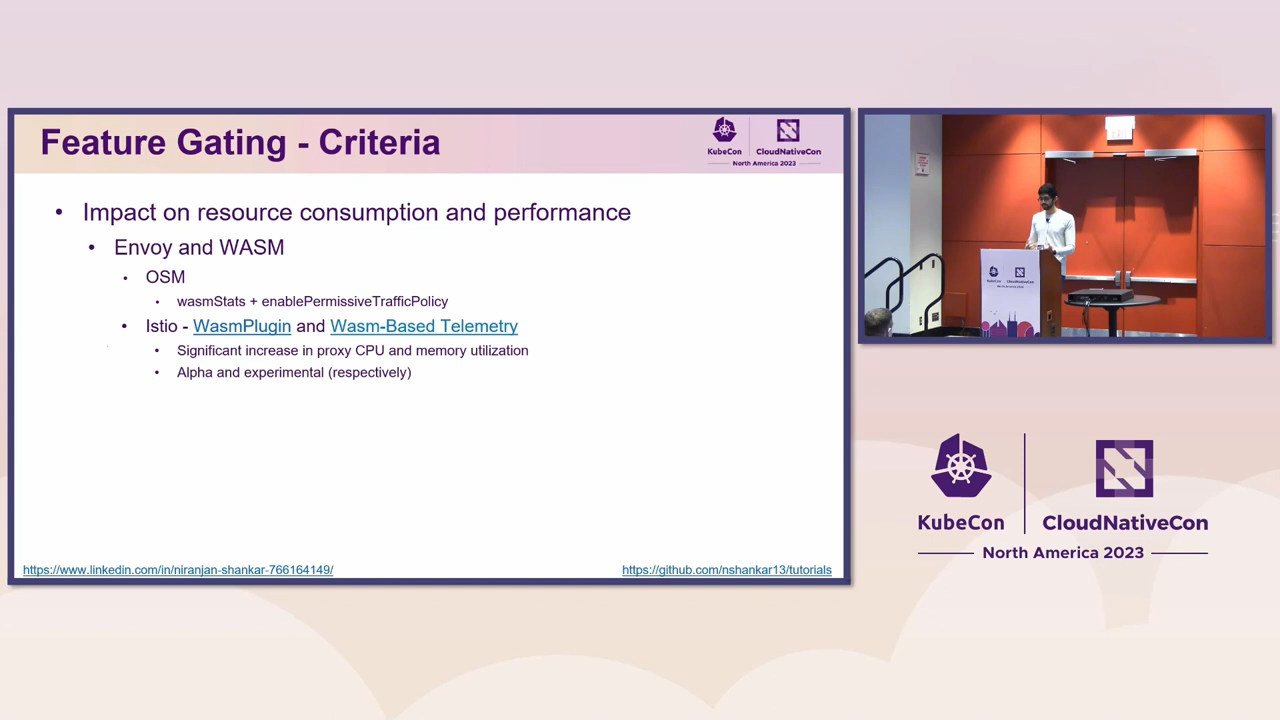 Feature Gating - Criteria
KubeCon
CloudNativeCon
North America 2023
• Impact on resource consumption and performance
• Envoy and WASM
• OSM
• wasmStats + enablePermissiveTrafficPolicy
• Istio - WasmPlugin and Wasm-Based Telemetry
• Significant increase in proxy CPU and memory utilization
• Alpha and experimental (respectively)
https://www.linkedin.com/in/niranjan-shankar-766164149/
https://github.com/nshankar13/tutorials
EXIT
KubeCon
CloudNativeCon
North America 2023